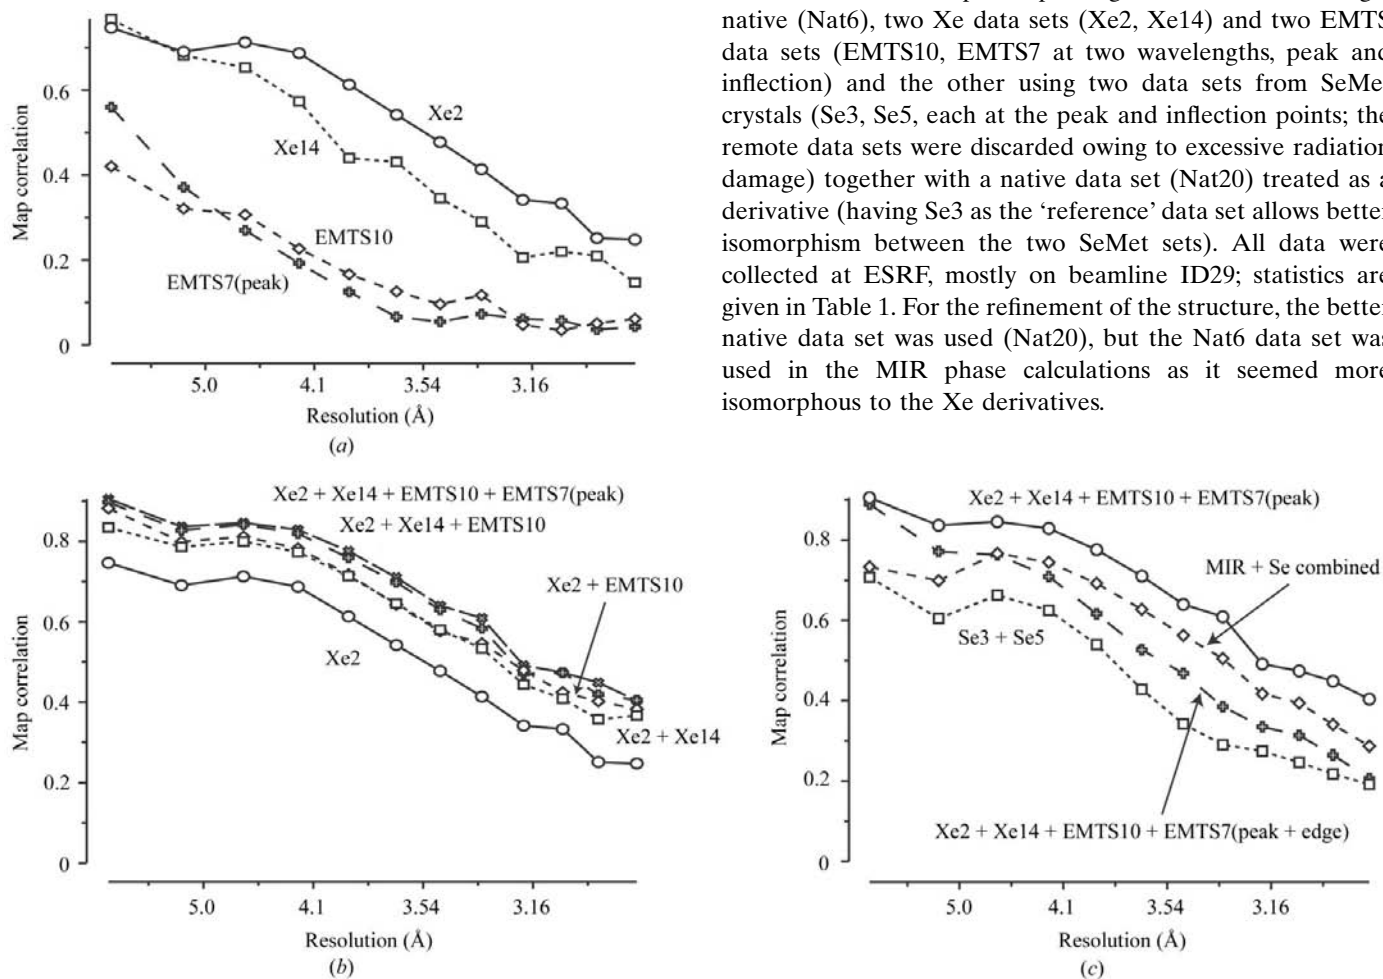 native (Nat6), two Xe data sets (Xe2, Xe14) and two EMTS
data sets (EMTS10, EMTS7 at two wavelengths, peak and
inflection) and the other using two data sets from SeMe
crystals (Se3, Se5, each at the peak and inflection points; the
remote data sets were discarded owing to excessive radiation
damage) together with a native data set (Nat20) treated as a
derivative (having Se3 as the ‘reference’ data set allows better
isomorphism between the two SeMet sets). All data were
collected at ESRF, mostly on beamline ID29; statistics are
given in Table 1. For the refinement of the structure, the better
native data set was used (Nat20), but the Nat6 data set was
used in the MIR phase calculations as it seemed more
isomorphous to the Xe derivatives.
Map correlation
0.6
0.4
0.2
0
Xe2
Xe14
EMTS10
EMTS7(peak)
5.0 4.1 3.54 3.16
Resolution (Å)
(a)
Map correlation
0.8
0.6
0.4
0.2
0
Xe2 + Xe14 + EMTS10 + EMTS7(peak)
Xe2 + Xe14 + EMTS10
Xe2 + EMTS10
Xe2
Xe2 + Xe14
5.0 4.1 3.54 3.16
Resolution (Å)
(b)
Map correlation
0.8
0.6
0.4
0.2
0
Xe2 + Xe14 + EMTS10 + EMTS7(peak)
MIR + Se combined
Se3 + Se5
Xe2 + Xe14 + EMTS10 + EMTS7(peak + edge)
5.0 4.1 3.54 3.16
Resolution (Å)
(c)